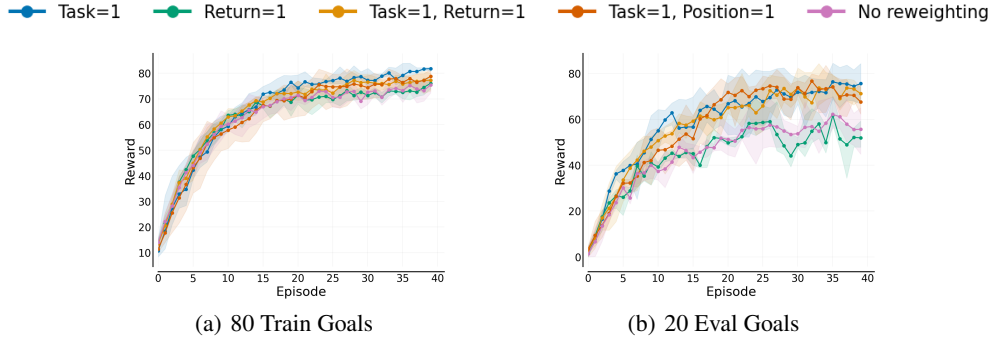 Task=1 Return=1 Task=1, Return=1 Task=1, Position=1 No reweighting
80
70
60
50
40
30
20
10
Reward
0 5 10 15 20 25 30 35 40
Episode
(a) 80 Train Goals
80
60
40
20
0
Reward
0 5 10 15 20 25 30 35 40
Episode
(b) 20 Eval Goals